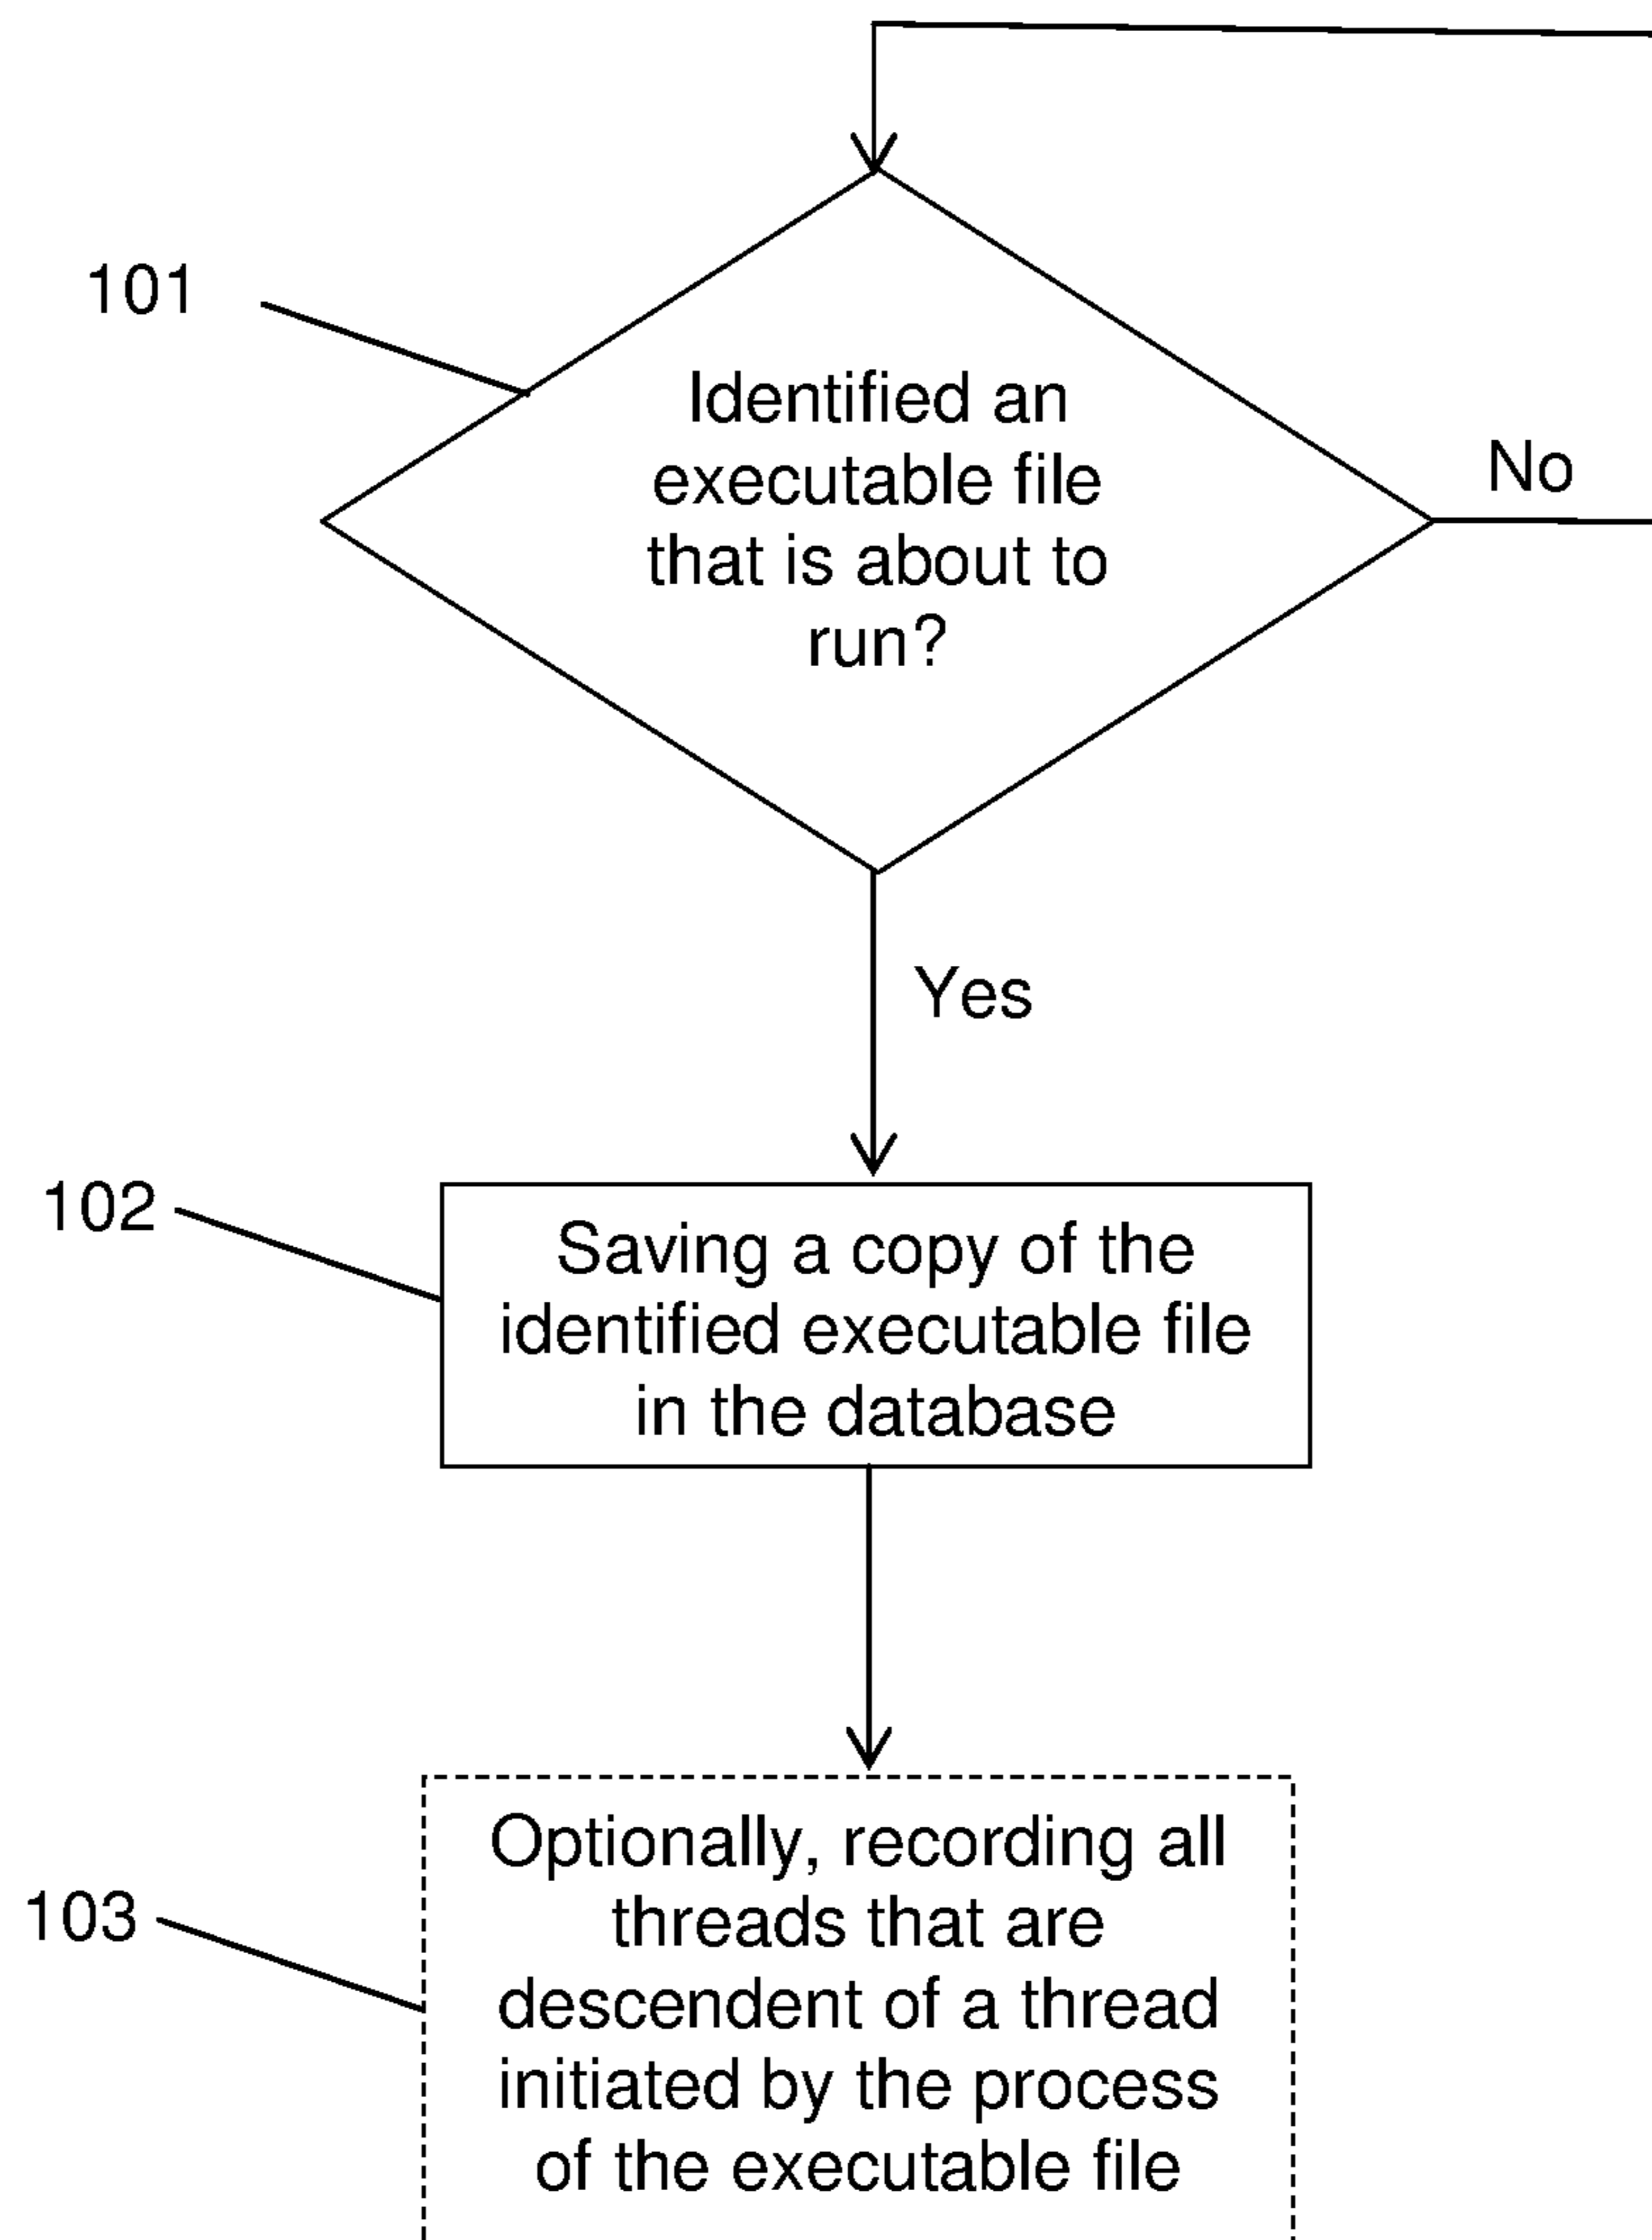 101
Identified an
executable file
that is about to
run?
No
Yes
102
Saving a copy of the
identified executable file
in the database
103
Optionally, recording all
threads that are
descendent of a thread
initiated by the process
of the executable file